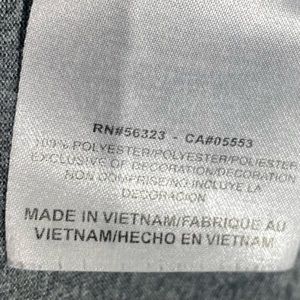 RN#56323 - CA#05553
100% POLYESTER/POLYESTER/POLIESTER
EXCLUSIVE OF DECORATION/DECORATION
NON COMPRISE/NO INCLUYE LA
DECORACION
MADE IN VIETNAM/FABRIQUE AU
VIETNAM/HECHO EN VIETNAM